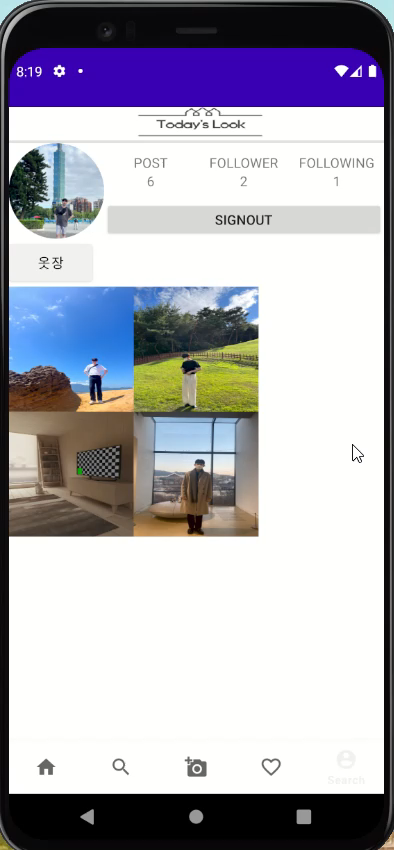 8:19
Today's Look
POST
FOLLOWER
FOLLOWING
6
2
1
SIGNOUT
옷장
Search